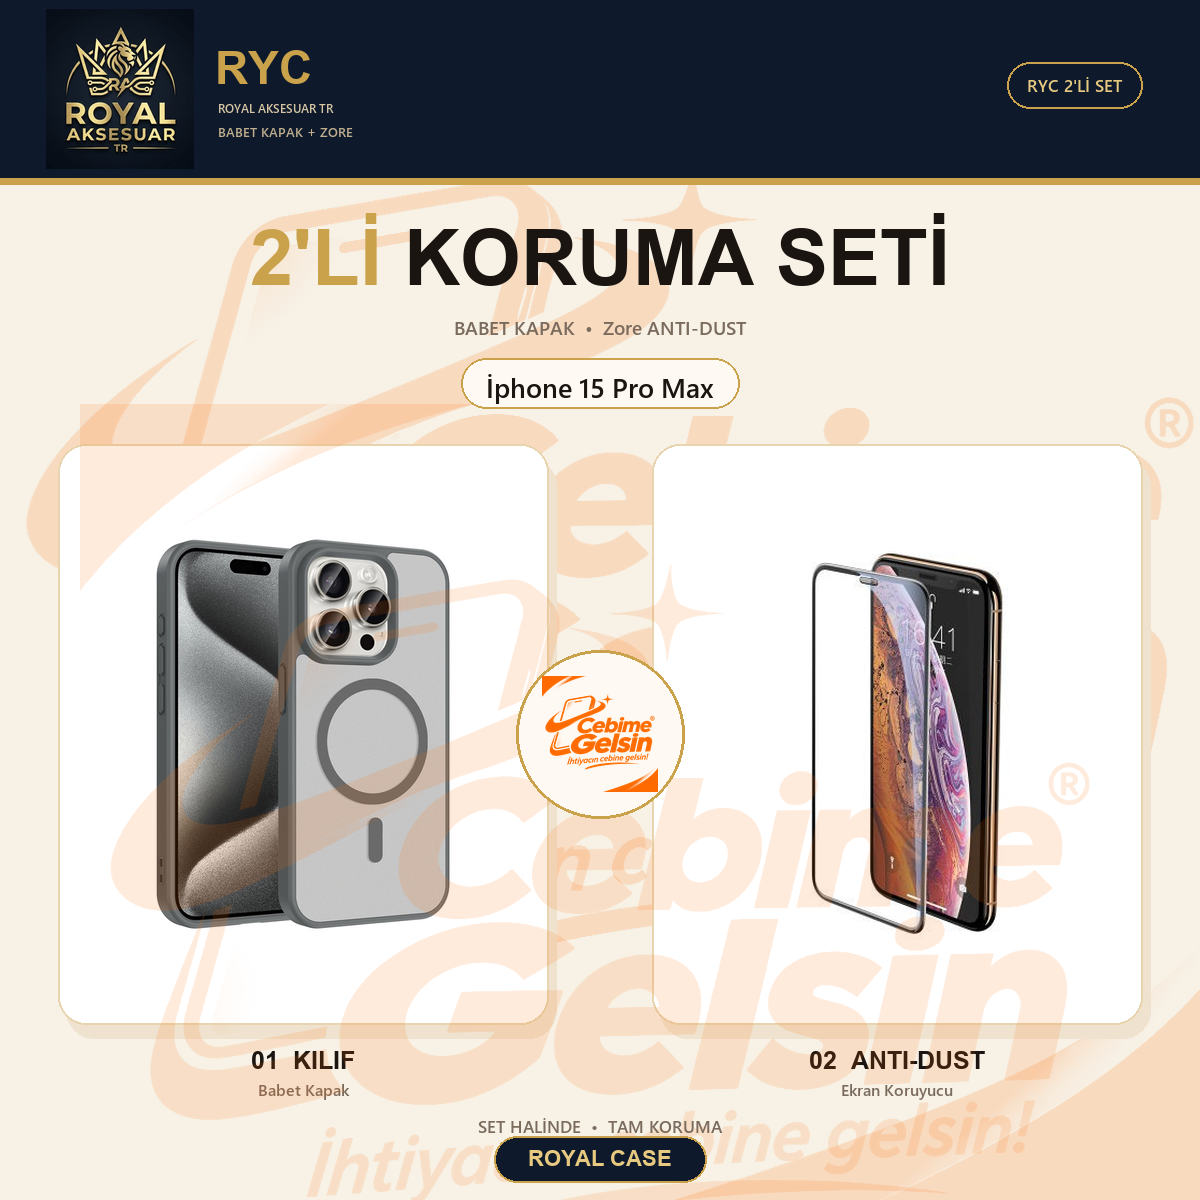 ROYAL
AKSESUAR
TR
RYC
ROYAL AKSESUAR TR
BABET KAPAK + ZORE
RYC 2'Lİ SET
2'Lİ KORUMA SETİ
BABET KAPAK • Zore ANTI-DUST
İphone 15 Pro Max
®
Cebime®
Gelsin
İhtiyacın cebine gelsin!
Cebime®
Gelsin
01 KILIF
Babet Kapak
02 ANTI-DUST
Ekran Koruyucu
SET HALİNDE • TAM KORUMA
cebine gelsin!
ROYAL CASE